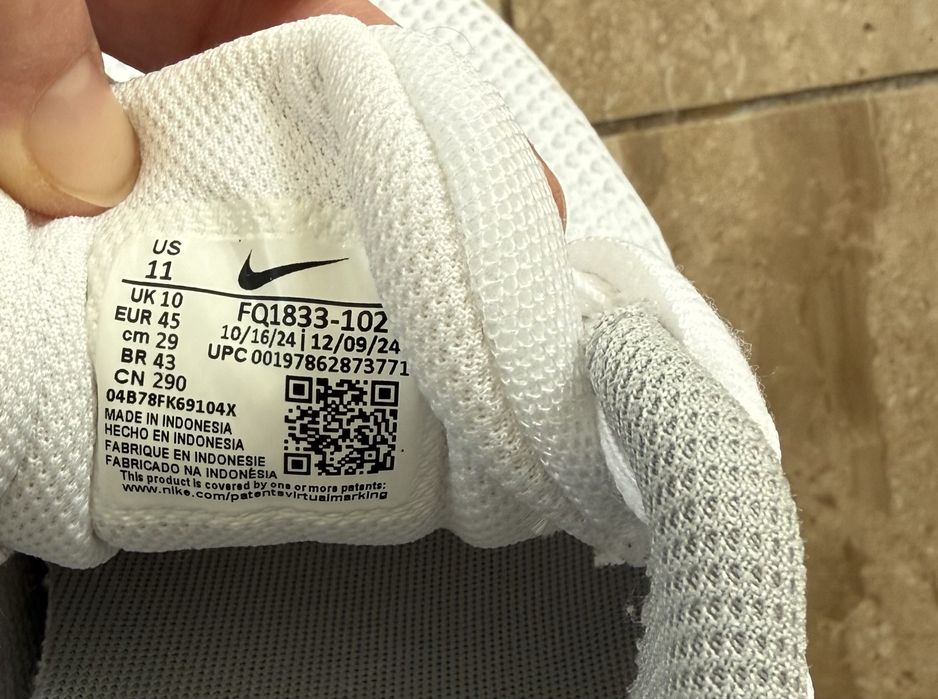 US
11
UK 10
EUR 45
cm 29
BR 43
CN 290
FQ1833-102
10/16/24 | 12/09/24
UPC 00197862873771
04B78FK69104X
MADE IN INDONESIA
HECHO EN INDONESIA
FABRIQUE EN INDONESIE
FABRICADO NA INDONÉSIA
This product is covered by one or more patents:
www.nike.com/patentsvirtualmarking